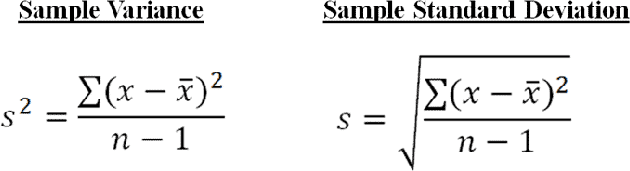 Sample Variance
s² = ∑(x − x̄)² / n − 1
Sample Standard Deviation
s = √∑(x − x̄)² / n − 1